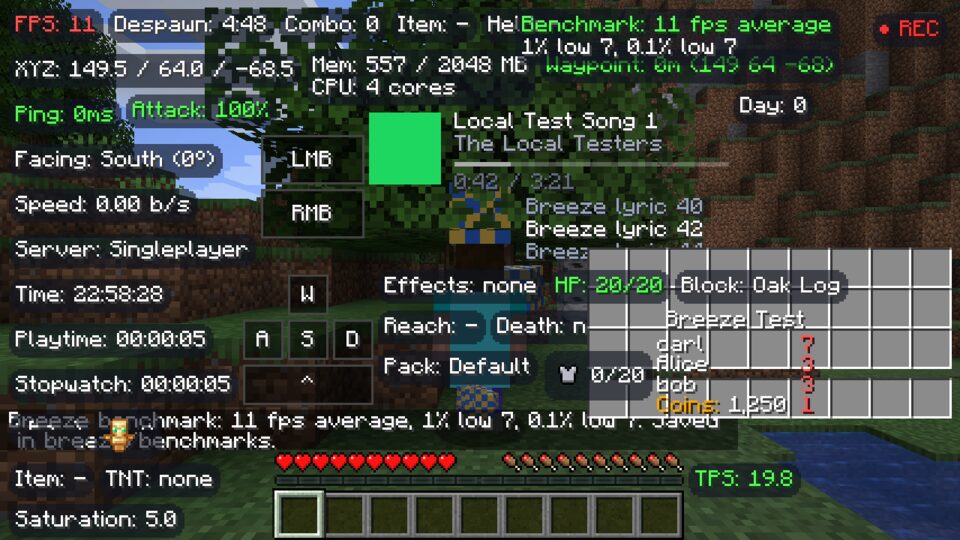 FPS: 11 Despawn: 4:48 Combo: 0 Item: -
Benchmark: 11 fps average
1% low 7, 0.1% low 7
REC
XYZ: 149.5 / 64.0 / -68.5
Mem: 557 / 2048 MB
Waypoint: 0m (149 64 -68)
CPU: 4 cores
Day: 0
Ping: 0ms Attack: 100%
Local Test Song 1
The Local Testers
0:42 / 3:21
Breeze lyric 40
Breeze lyric 42
Breeze lyric
Facing: South (0°)
LMB
RMB
Speed: 0.00 b/s
Server: Singleplayer
Time: 22:58:28
W
A S D
^
Effects: none HP: 20/20 Block: Oak Log
Playtime: 00:00:05
Reach: - Death:
Breeze Test
darl 7
Alice 3
bob 3
Coins: 1,250 1
Pack: Default
0/20
Stopwatch: 00:00:05
Breeze benchmark: 11 fps average, 1% low 7, 0.1% low 7. Saved
in breeze benchmarks.
Item: - TNT: none
TPS: 19.8
Saturation: 5.0